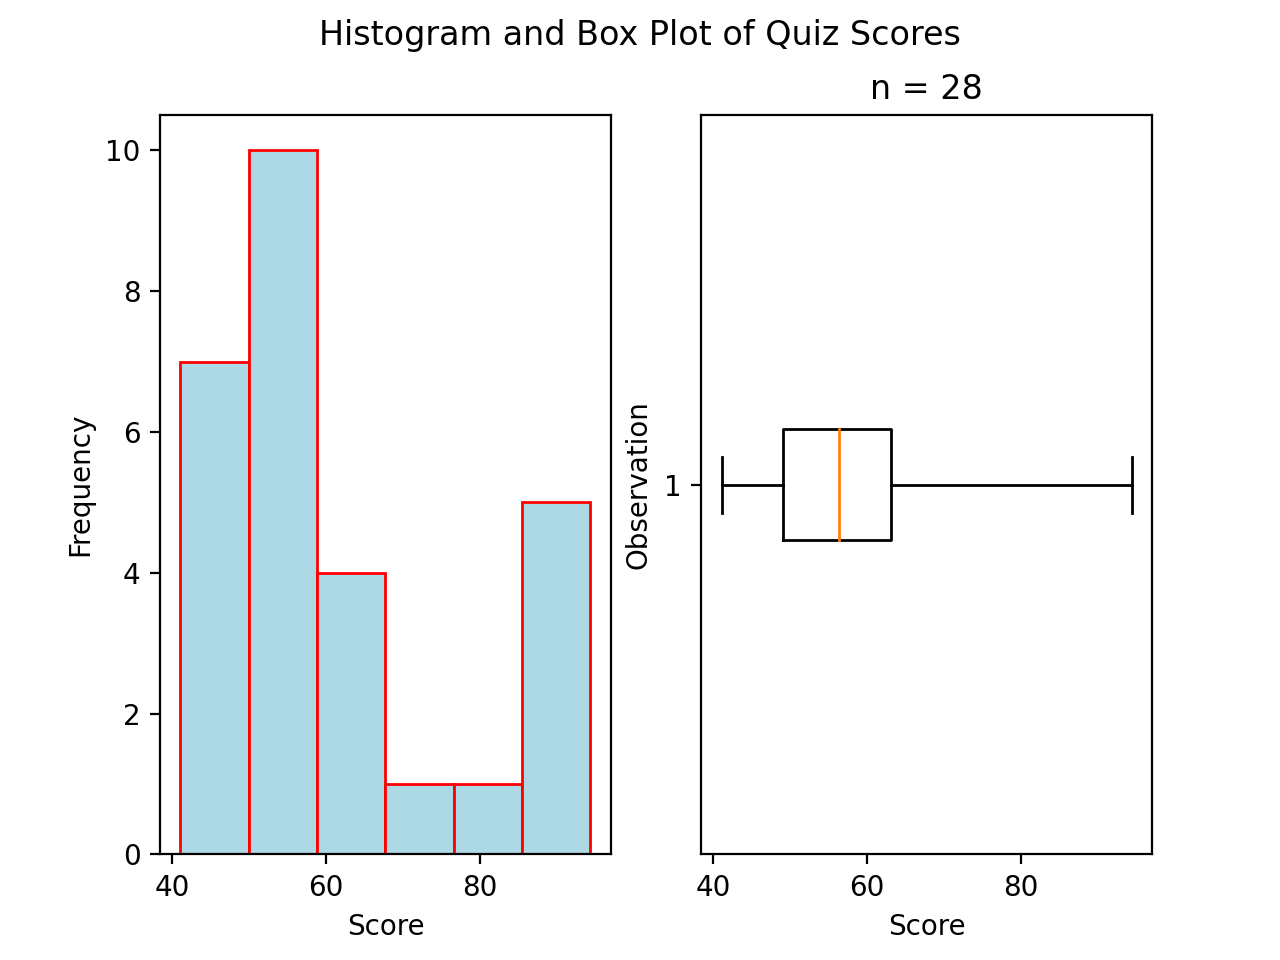 Histogram and Box Plot of Quiz Scores
10
8
6
4
2
0
Frequency
40 60 80
Score
n = 28
Observation
1
40 60 80
Score